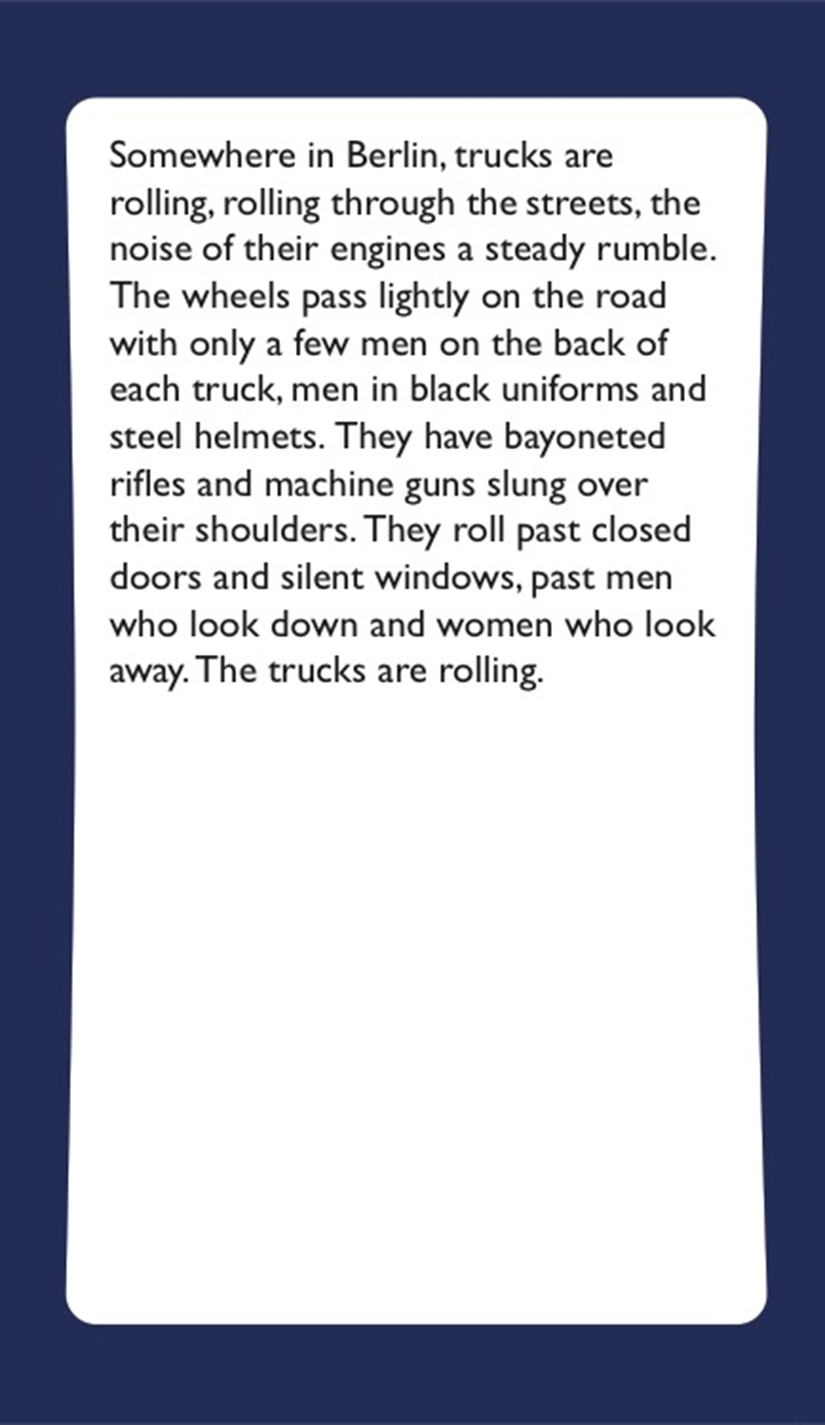 Somewhere in Berlin, trucks are
rolling, rolling through the streets, the
noise of their engines a steady rumble.
The wheels pass lightly on the road
with only a few men on the back of
each truck, men in black uniforms and
steel helmets. They have bayoneted
rifles and machine guns slung over
their shoulders. They roll past closed
doors and silent windows, past men
who look down and women who look
away. The trucks are rolling.